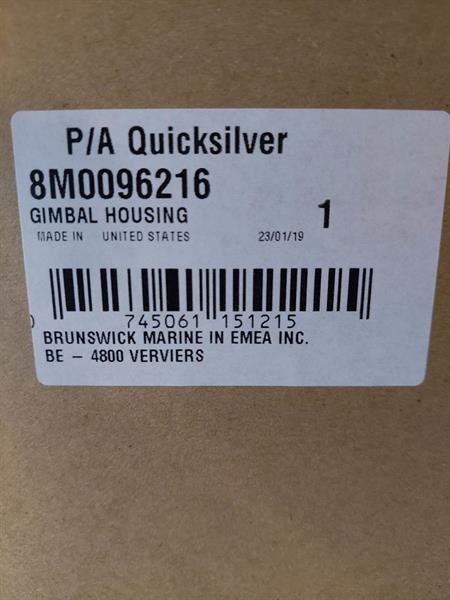 P/A Quicksilver
8M0096216
GIMBAL HOUSING 1
MADE IN UNITED STATES 23/01/19
0 745061 151215
BRUNSWICK MARINE IN EMEA INC.
BE – 4800 VERVIERS